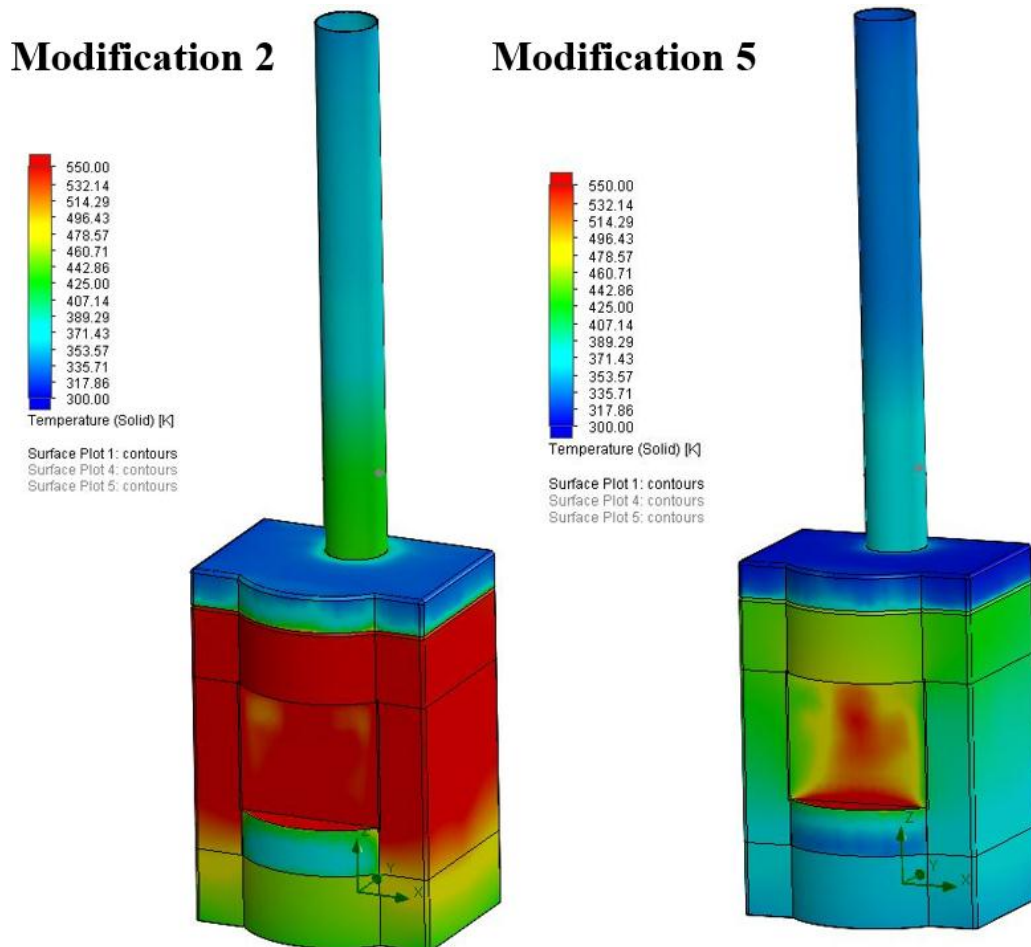 Modification 2
550.00
532.14
514.29
496.43
478.57
460.71
442.86
425.00
407.14
389.29
371.43
353.57
335.71
317.86
300.00
Temperature (Solid) [K]
Surface Plot 1: contours
Surface Plot 4: contours
Surface Plot 5: contours
Z
Y
X
Modification 5
550.00
532.14
514.29
496.43
478.57
460.71
442.86
425.00
407.14
389.29
371.43
353.57
335.71
317.86
300.00
Temperature (Solid) [K]
Surface Plot 1: contours
Surface Plot 4: contours
Surface Plot 5: contours
Z
Y
X